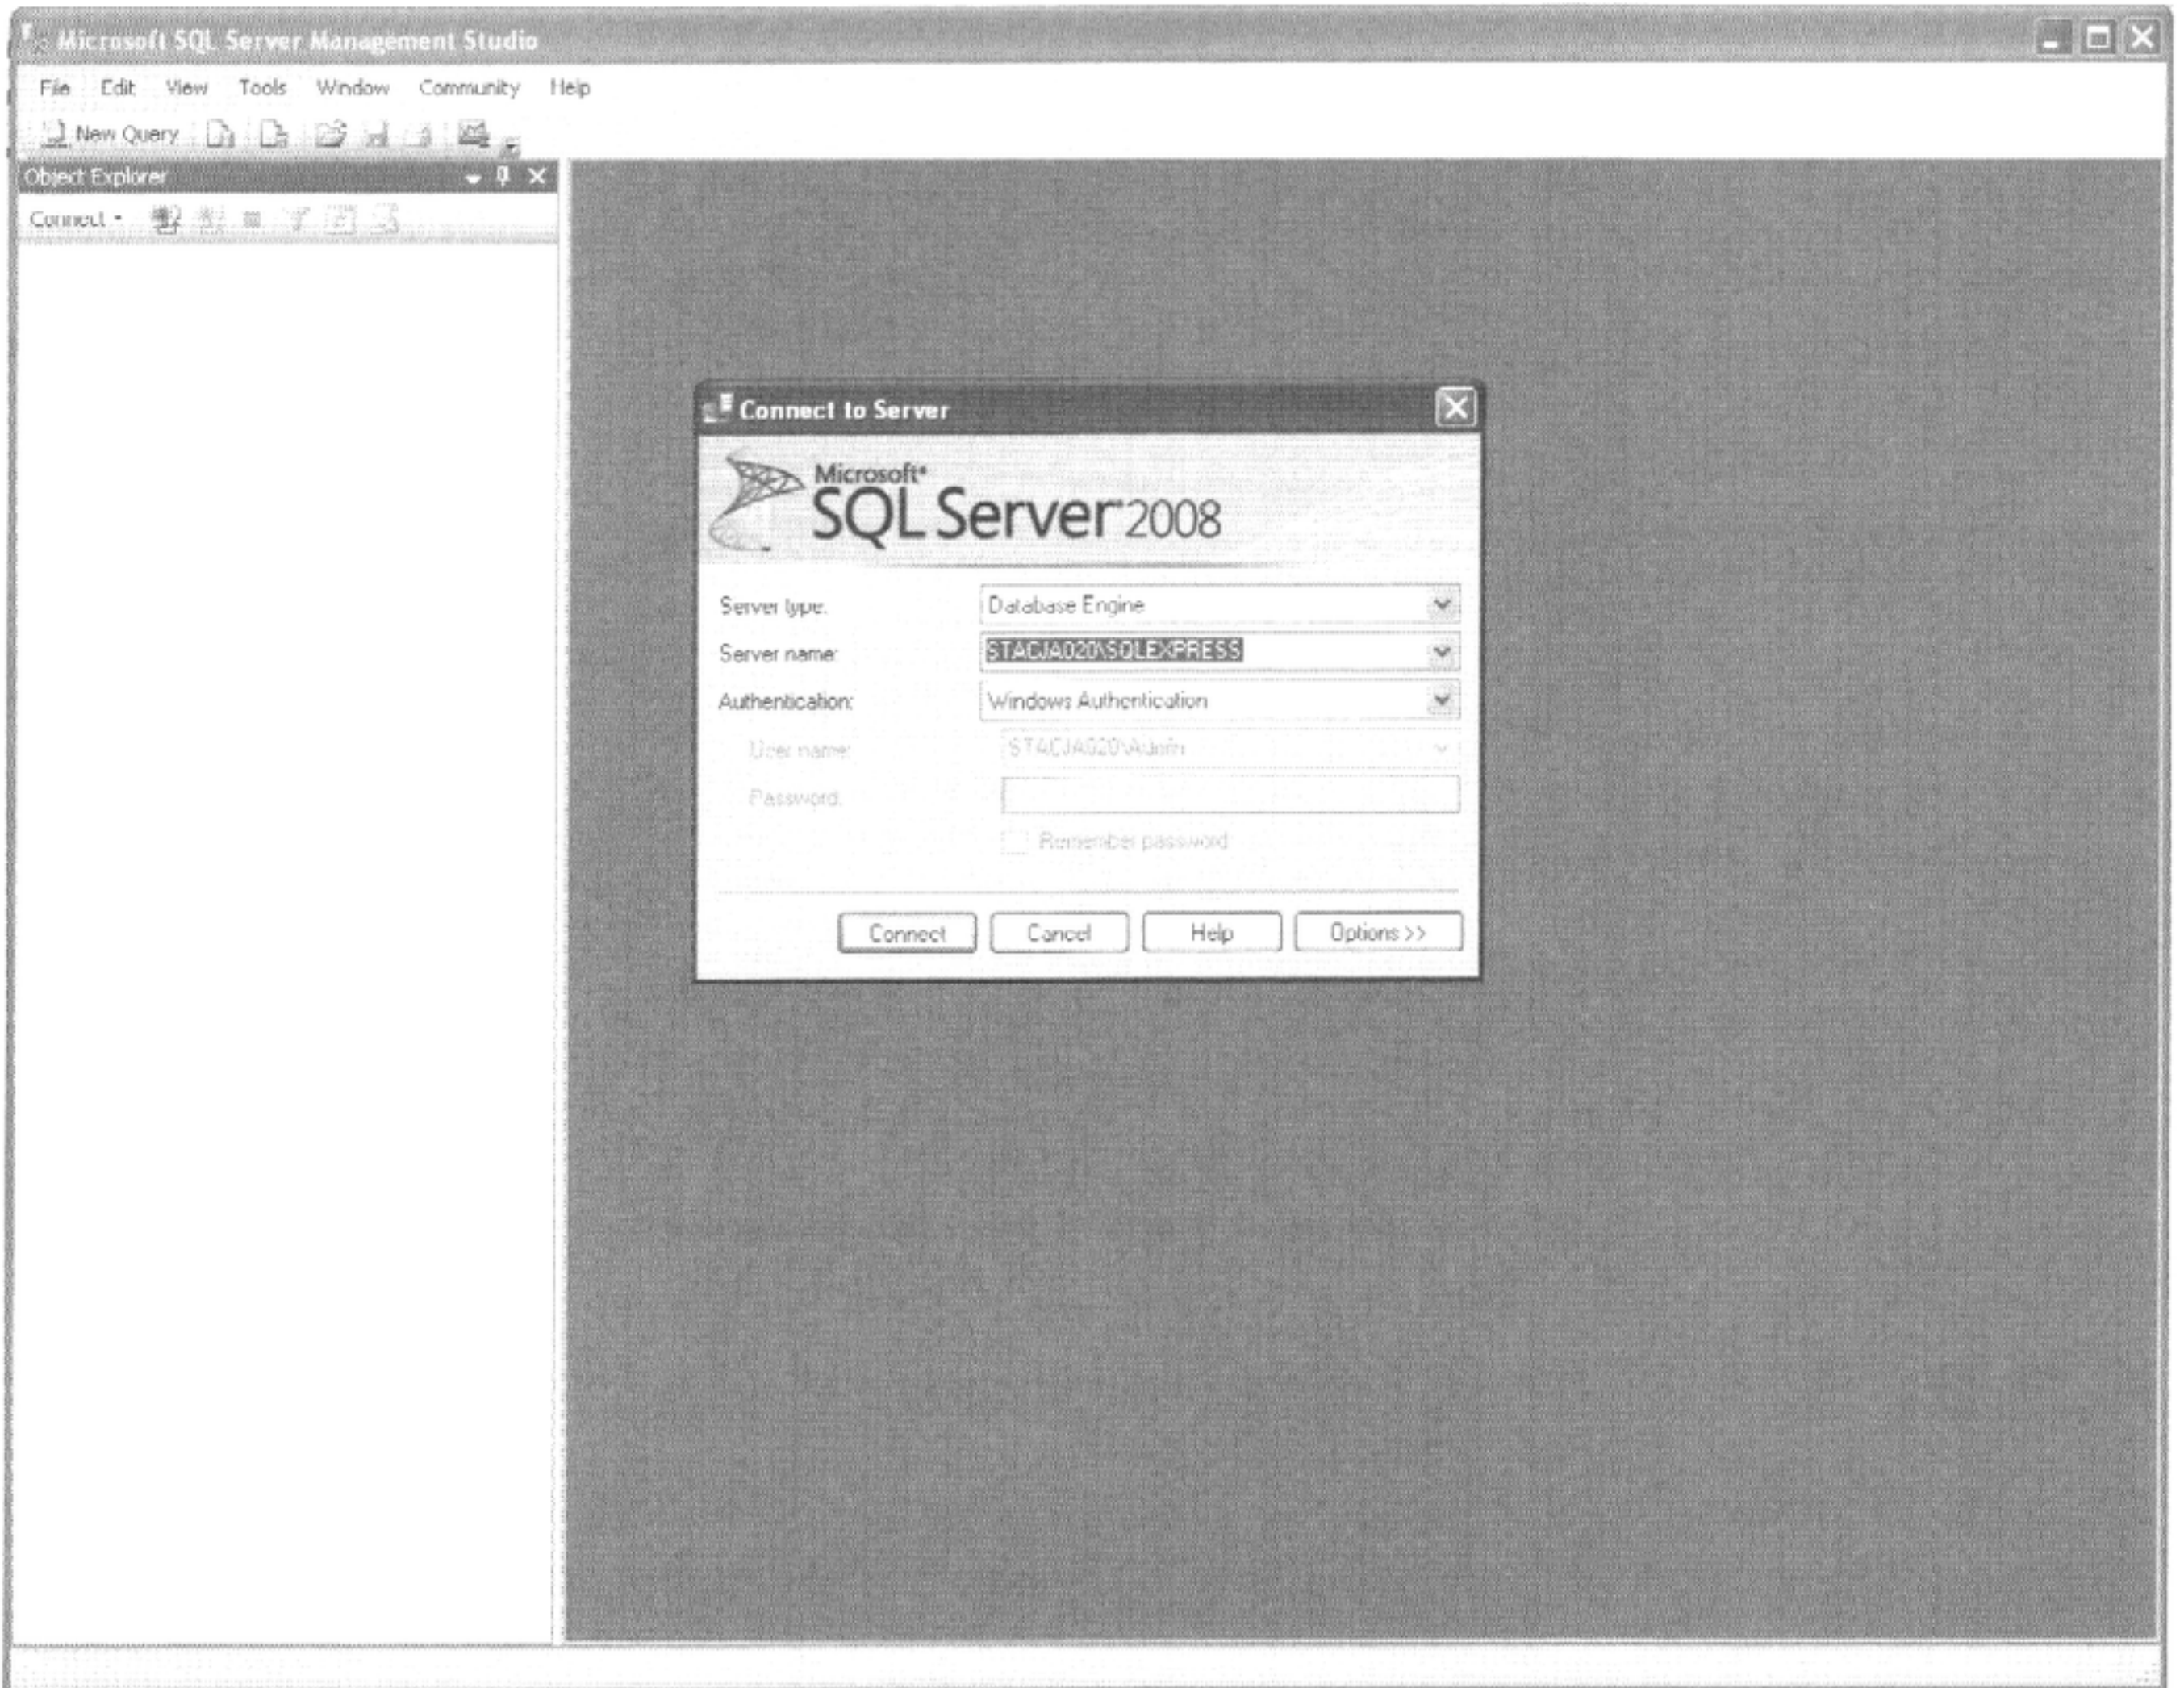 Microsoft SQL Server Management Studio
File Edit View Tools Window Community Help
New Query
Object Explorer
Connect
Connect to Server
Microsoft®
SQL Server 2008
Server type: Database Engine
Server name: STACJA020\SQLEXPRESS
Authentication: Windows Authentication
User name: STACJA020\Admin
Password:
Remember password
Connect Cancel Help Options >>